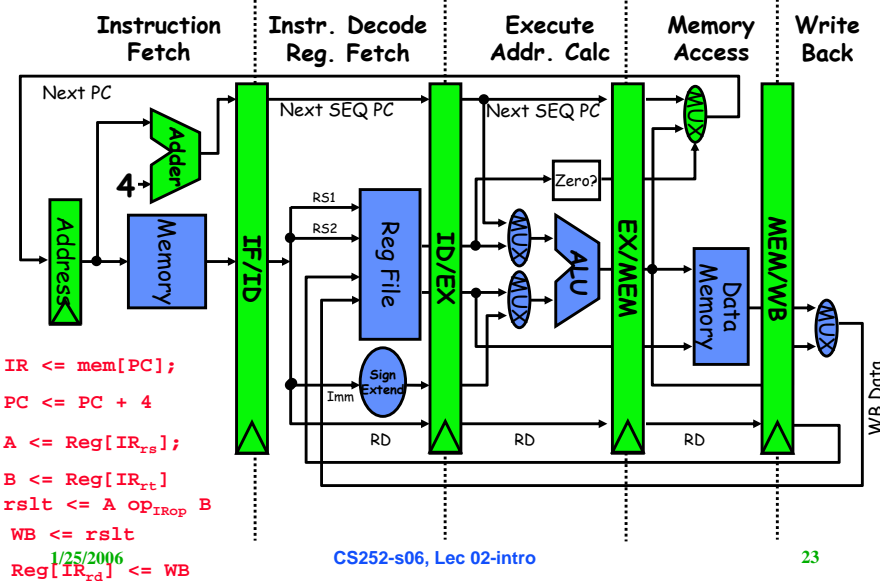 Instruction Fetch
Instr. Decode Reg. Fetch
Execute Addr. Calc
Memory Access
Write Back
Next PC
Next SEQ PC
Next SEQ PC
MUX
Adder
4
Zero?
RS1
RS2
Address
Memory
IF/ID
Reg File
ID/EX
MUX
MUX
ALU
EX/MEM
Data Memory
MEM/WB
MUX
WB Data
Imm
Sign Extend
RD
RD
RD
IR <= mem[PC];
PC <= PC + 4
A <= Reg[IRrs];
B <= Reg[IRrt]
rslt <= A opIRop B
WB <= rslt
Reg[IRrd] <= WB
1/25/2006
CS252-s06, Lec 02-intro
23